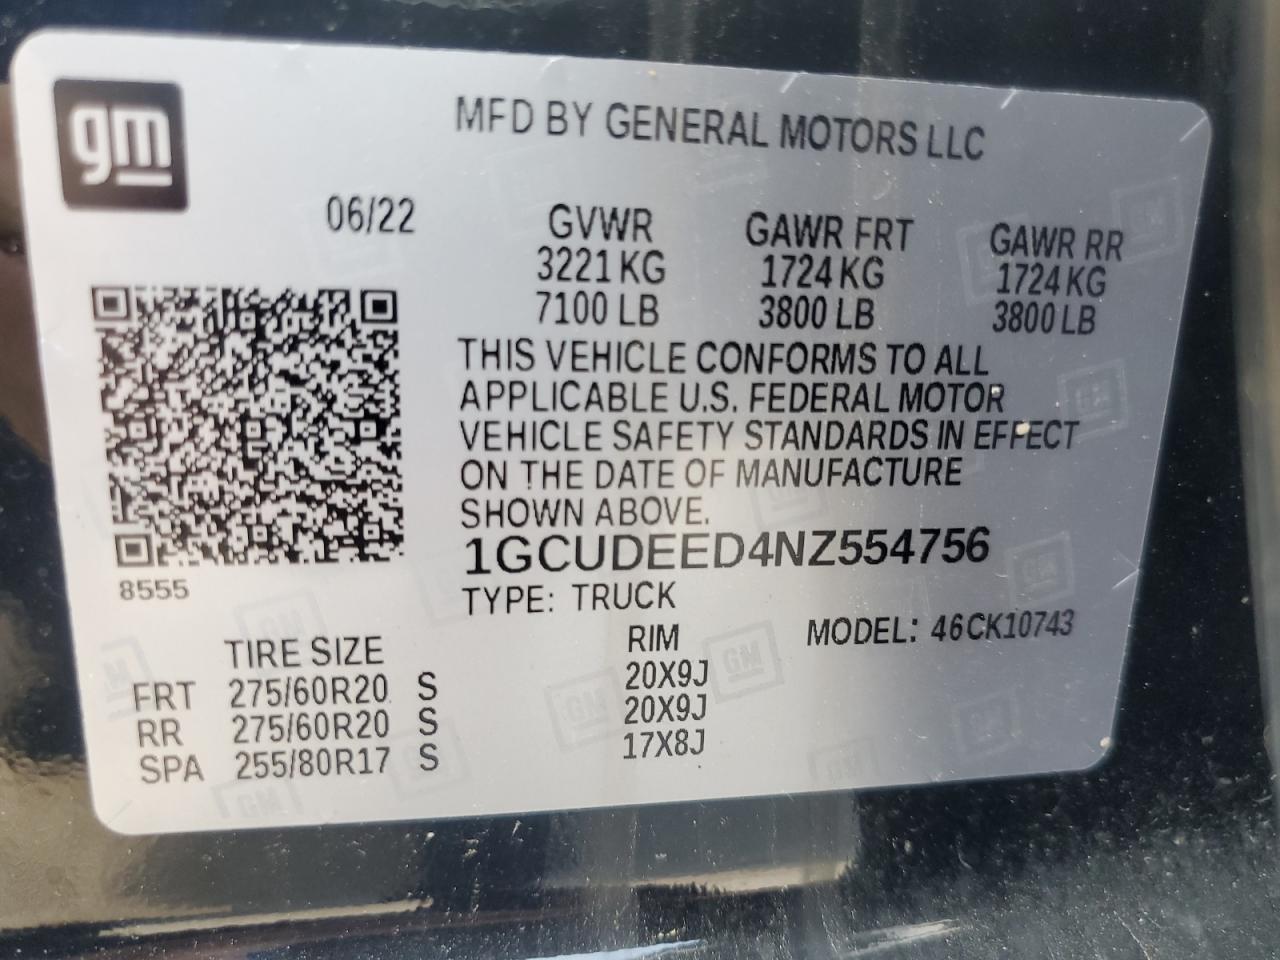 gm
MFD BY GENERAL MOTORS LLC
06/22
GVWR GAWR FRT GAWR RR
3221 KG 1724 KG 1724 KG
7100 LB 3800 LB 3800 LB
THIS VEHICLE CONFORMS TO ALL
APPLICABLE U.S. FEDERAL MOTOR
VEHICLE SAFETY STANDARDS IN EFFECT
ON THE DATE OF MANUFACTURE
SHOWN ABOVE.
1GCUDEED4NZ554756
8555
TYPE: TRUCK
MODEL: 46CK10743
TIRE SIZE RIM
FRT 275/60R20 S 20X9J
RR 275/60R20 S 20X9J
SPA 255/80R17 S 17X8J